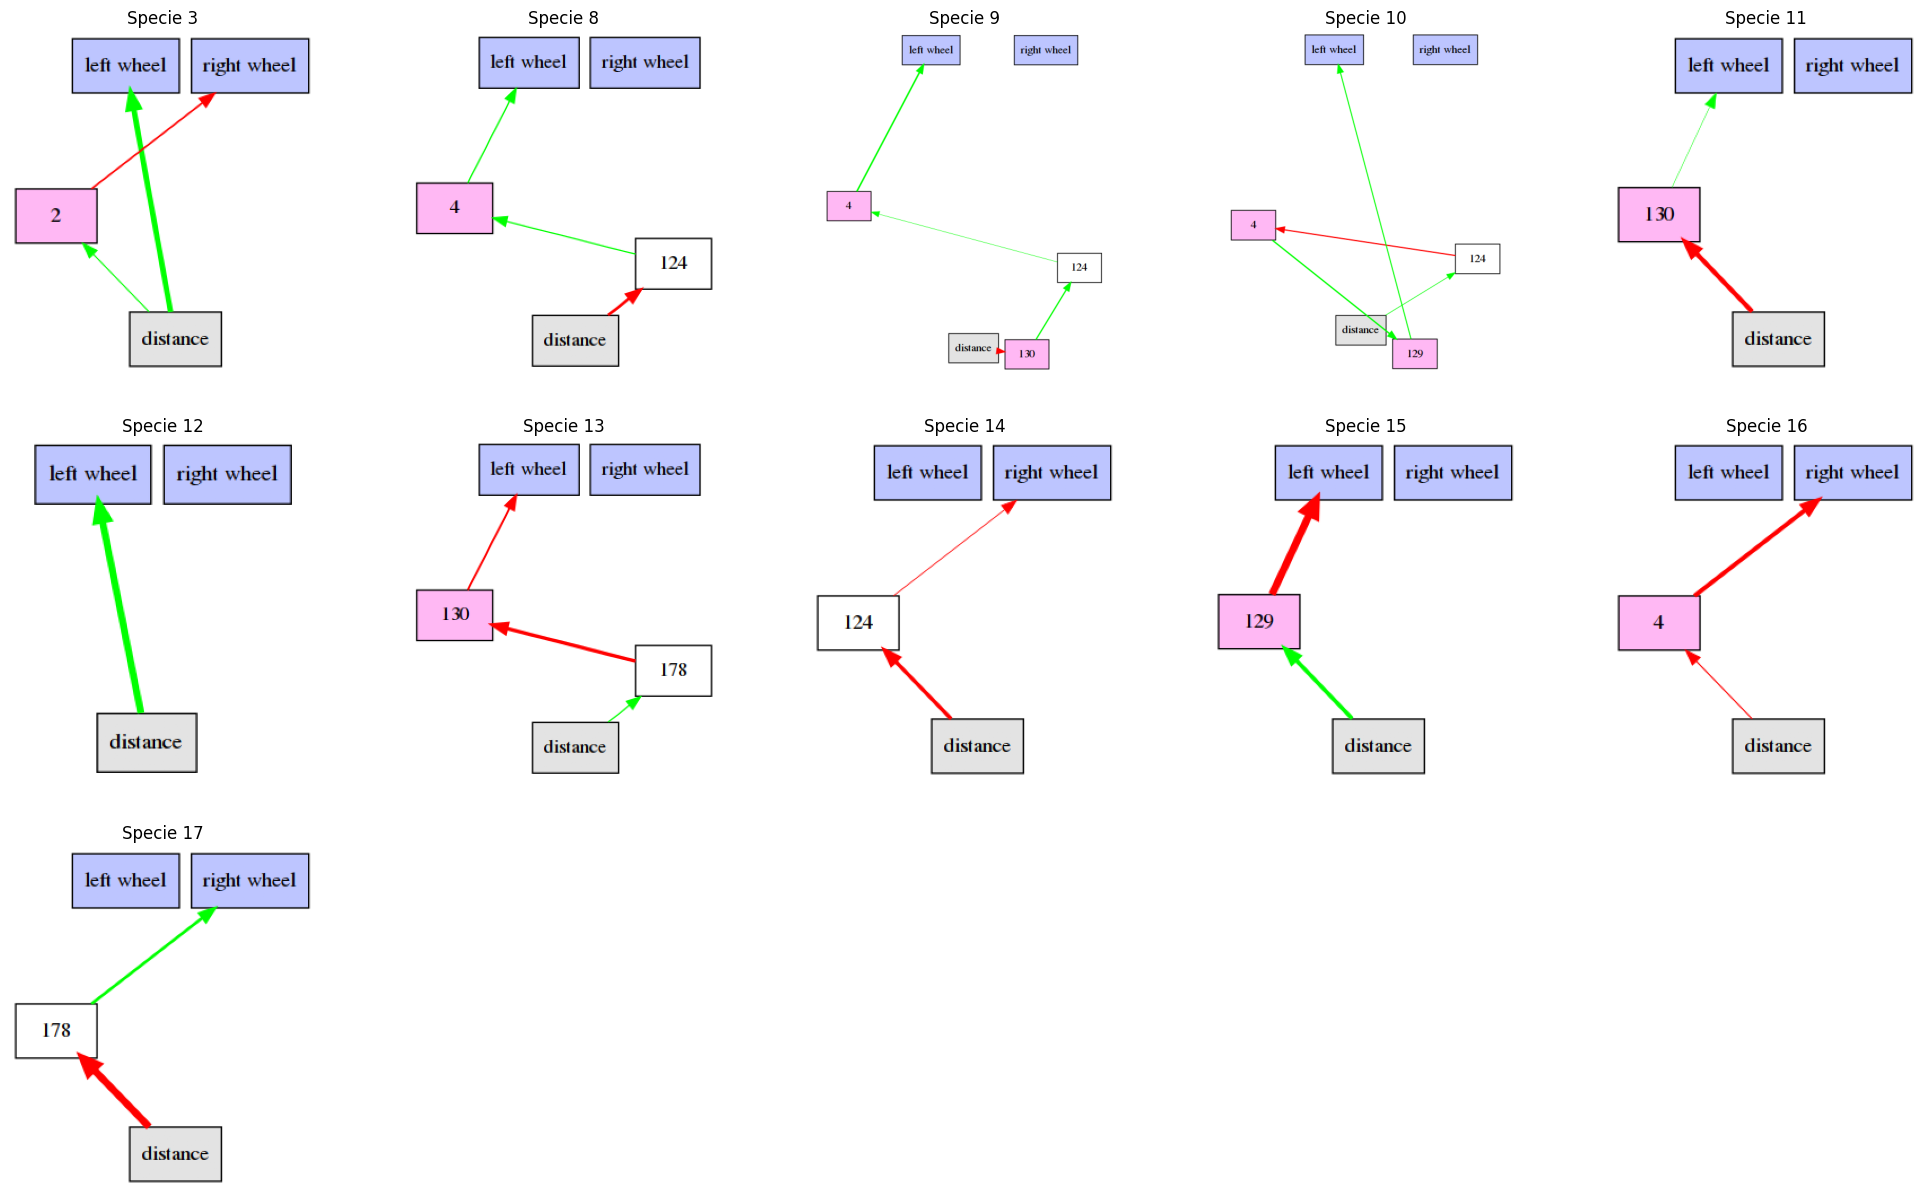 Specie 3
left wheel
right wheel
2
distance
Specie 8
left wheel
right wheel
4
124
distance
Specie 9
left wheel
right wheel
4
124
distance
130
Specie 10
left wheel
right wheel
4
124
distance
129
Specie 11
left wheel
right wheel
130
distance
Specie 12
left wheel
right wheel
distance
Specie 13
left wheel
right wheel
130
178
distance
Specie 14
left wheel
right wheel
124
distance
Specie 15
left wheel
right wheel
129
distance
Specie 16
left wheel
right wheel
4
distance
Specie 17
left wheel
right wheel
178
distance